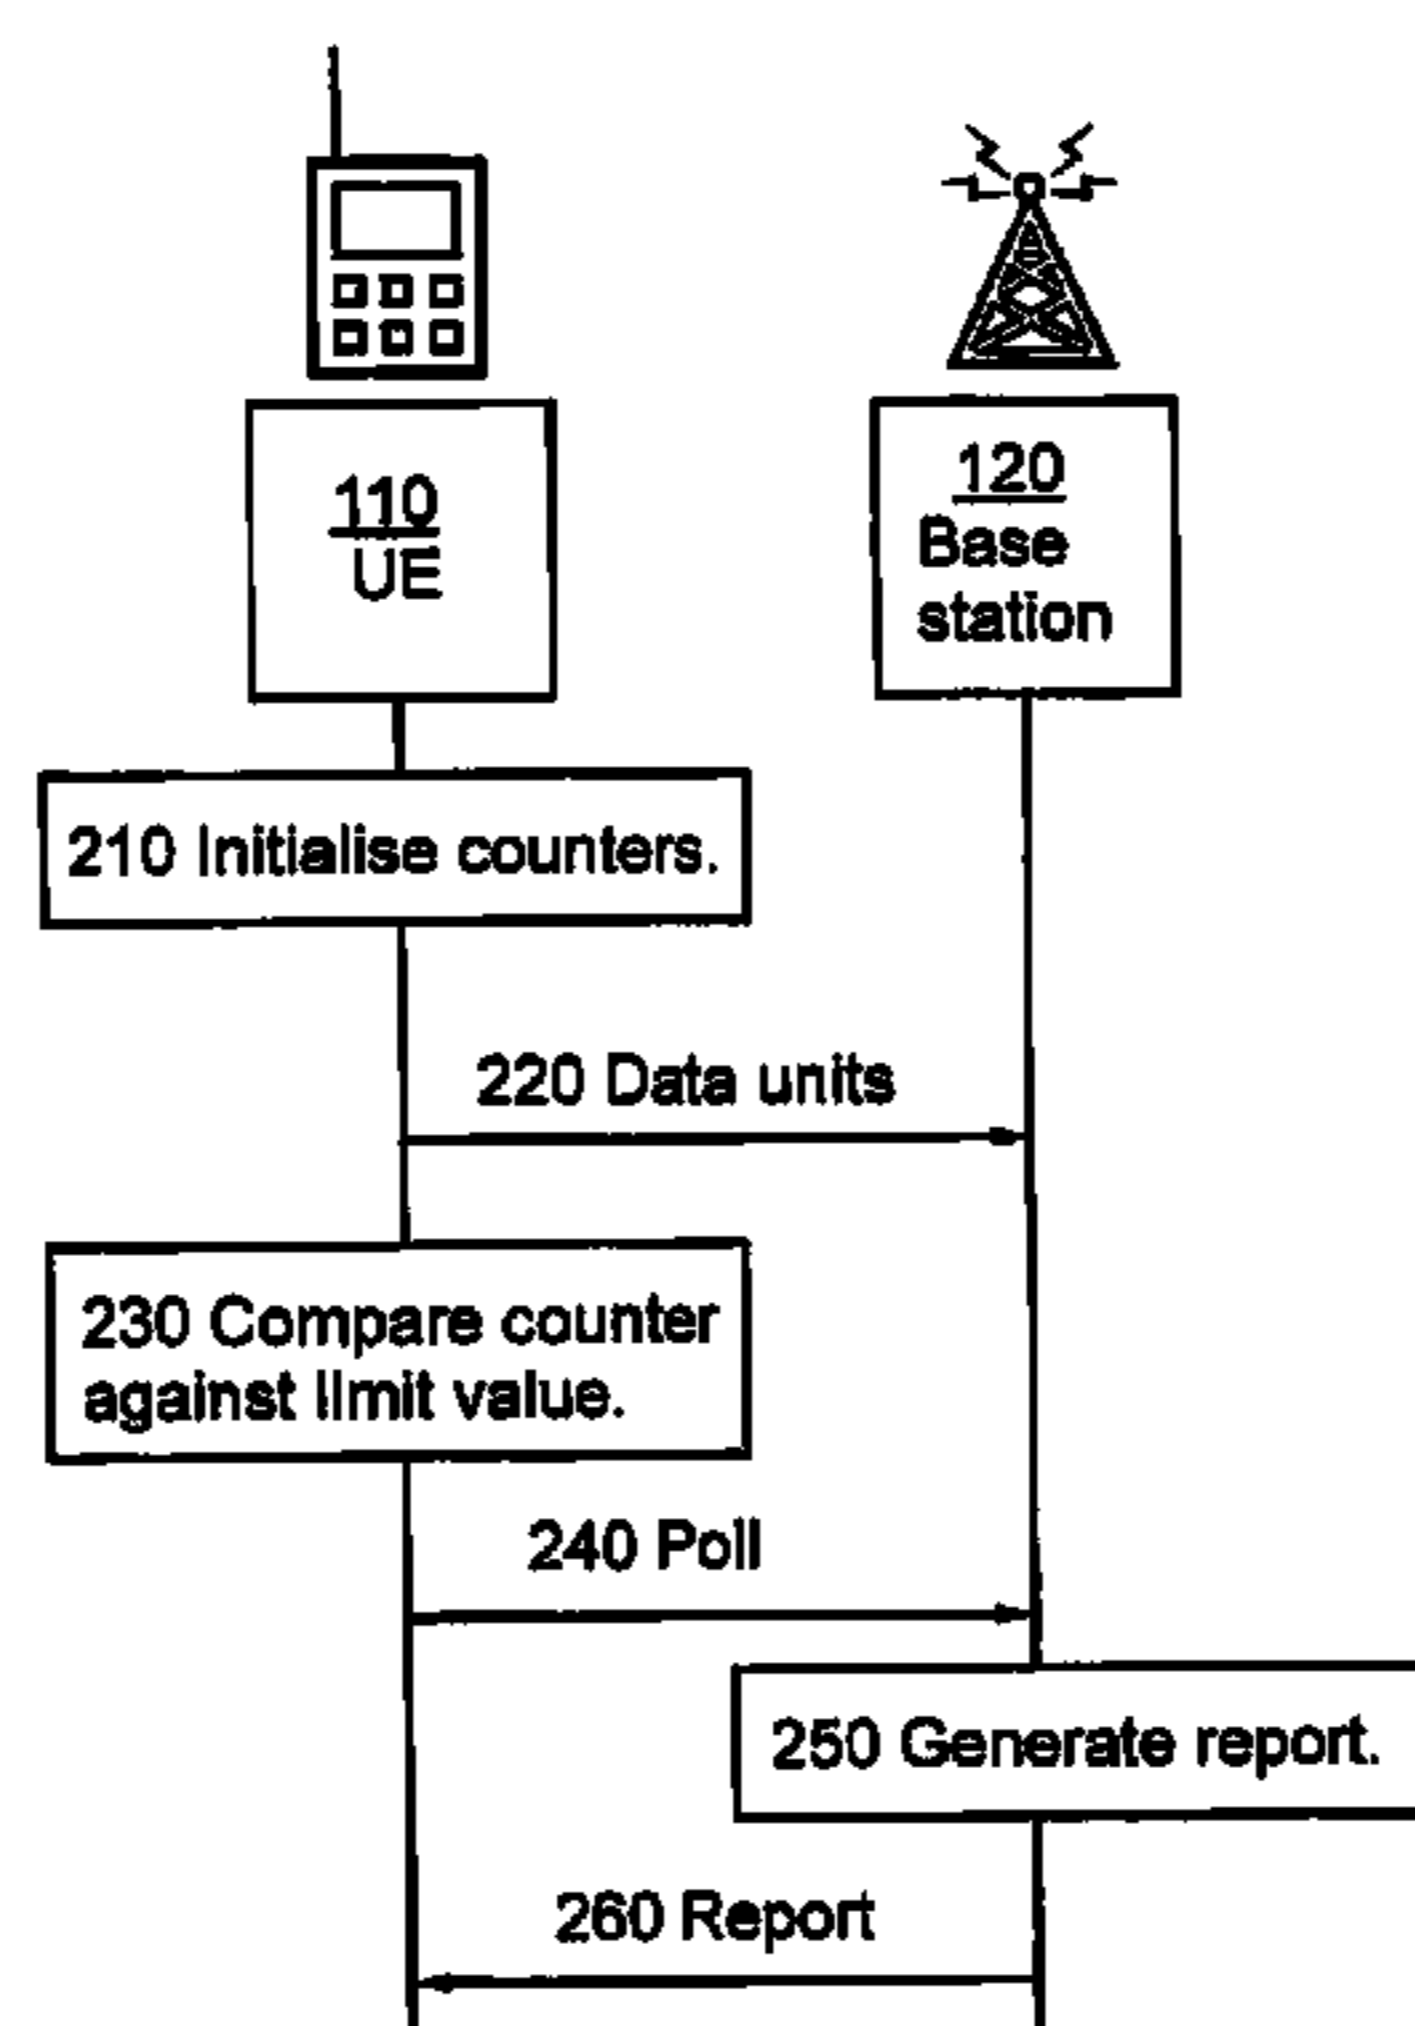 110
UE
120
Base
station
210 Initialise counters.
220 Data units
230 Compare counter
against limit value.
240 Poll
250 Generate report.
260 Report